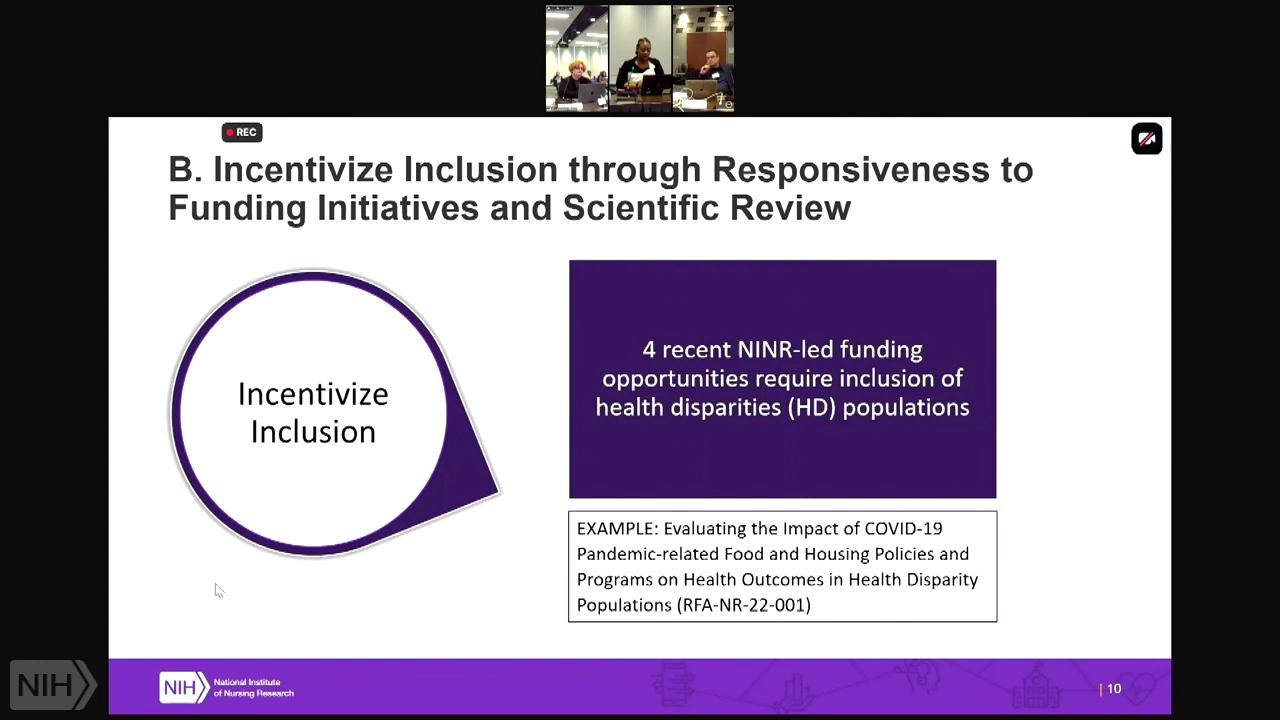 REC
B. Incentivize Inclusion through Responsiveness to
Funding Initiatives and Scientific Review
Incentivize
Inclusion
4 recent NINR-led funding
opportunities require inclusion of
health disparities (HD) populations
EXAMPLE: Evaluating the Impact of COVID-19
Pandemic-related Food and Housing Policies and
Programs on Health Outcomes in Health Disparity
Populations (RFA-NR-22-001)
NIH
NIH
National Institute
of Nursing Research
| 10